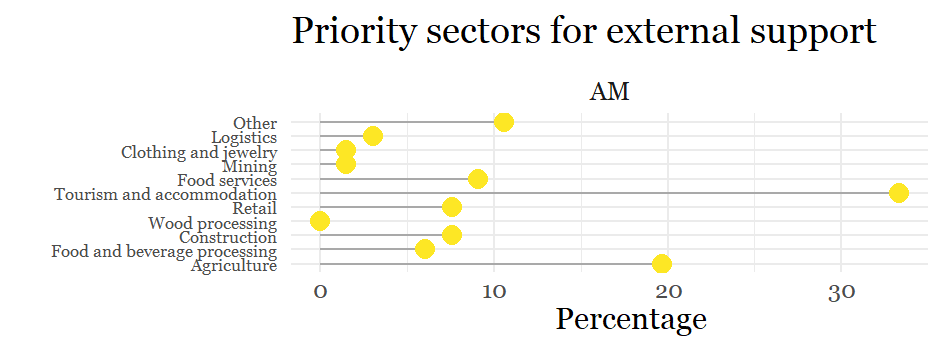 Priority sectors for external support
AM
Other
Logistics
Clothing and jewelry
Mining
Food services
Tourism and accommodation
Retail
Wood processing
Construction
Food and beverage processing
Agriculture
0 10 20 30
Percentage